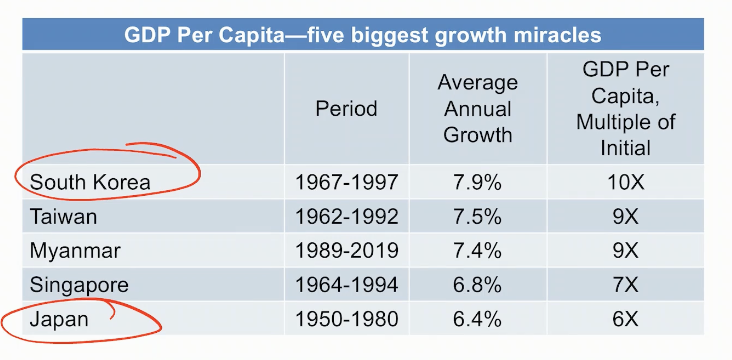 GDP Per Capita—five biggest growth miracles
Period Average Annual Growth GDP Per Capita, Multiple of Initial
South Korea 1967-1997 7.9% 10X
Taiwan 1962-1992 7.5% 9X
Myanmar 1989-2019 7.4% 9X
Singapore 1964-1994 6.8% 7X
Japan 1950-1980 6.4% 6X